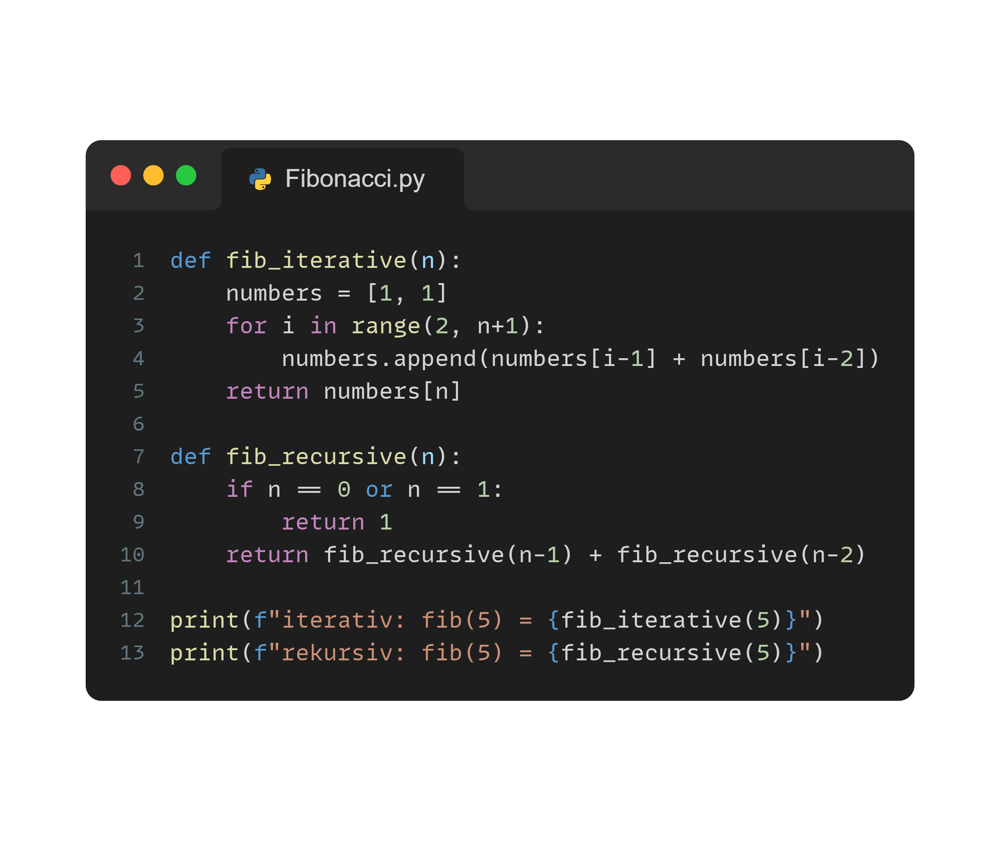 Fibonacci.py
1 def fib_iterative(n):
2     numbers = [1, 1]
3     for i in range(2, n+1):
4         numbers.append(numbers[i-1] + numbers[i-2])
5     return numbers[n]
6
7 def fib_recursive(n):
8     if n == 0 or n == 1:
9         return 1
10     return fib_recursive(n-1) + fib_recursive(n-2)
11
12 print(f"iterativ: fib(5) = {fib_iterative(5)}")
13 print(f"rekursiv: fib(5) = {fib_recursive(5)}")